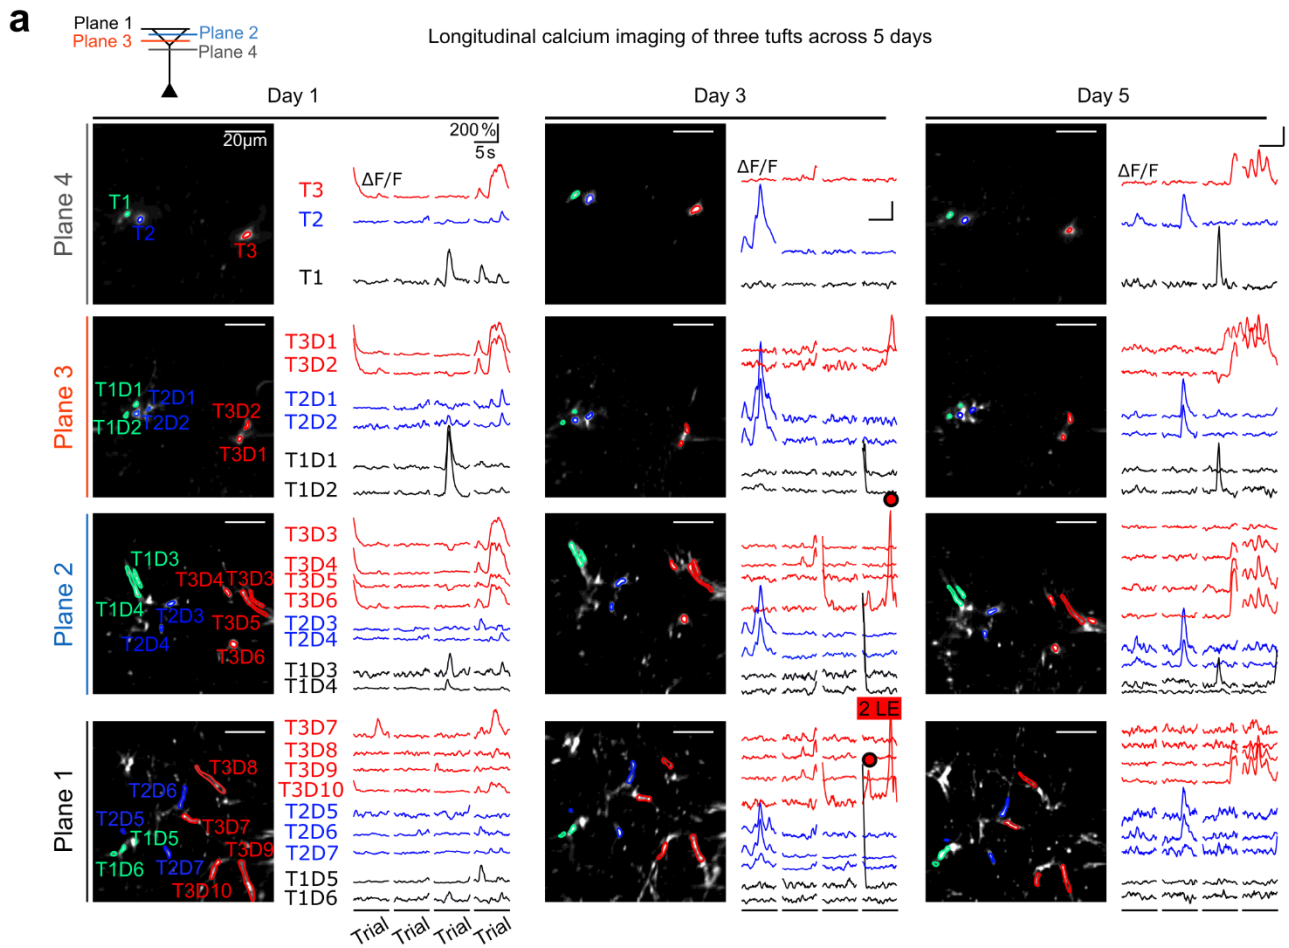 a
Plane 1
Plane 2
Plane 3
Plane 4
Longitudinal calcium imaging of three tufts across 5 days
Day 1
Day 3
Day 5
Plane 4
20µm
200 %
5 s
ΔF/F
ΔF/F
ΔF/F
T1
T2
T3
T3
T2
T1
Plane 3
T1D1
T2D1
T1D2
T2D2
T3D2
T3D1
T3D1
T3D2
T2D1
T2D2
T1D1
T1D2
Plane 2
T1D3
T3D4
T3D3
T1D4
T2D3
T3D5
T2D4
T3D6
T3D3
T3D4
T3D5
T3D6
T2D3
T2D4
T1D3
T1D4
2 LE
Plane 1
T3D8
T2D6
T2D5
T1D5
T3D7
T1D6
T2D7
T3D9
T3D10
T3D7
T3D8
T3D9
T3D10
T2D5
T2D6
T2D7
T1D5
T1D6
Trial
Trial
Trial
Trial